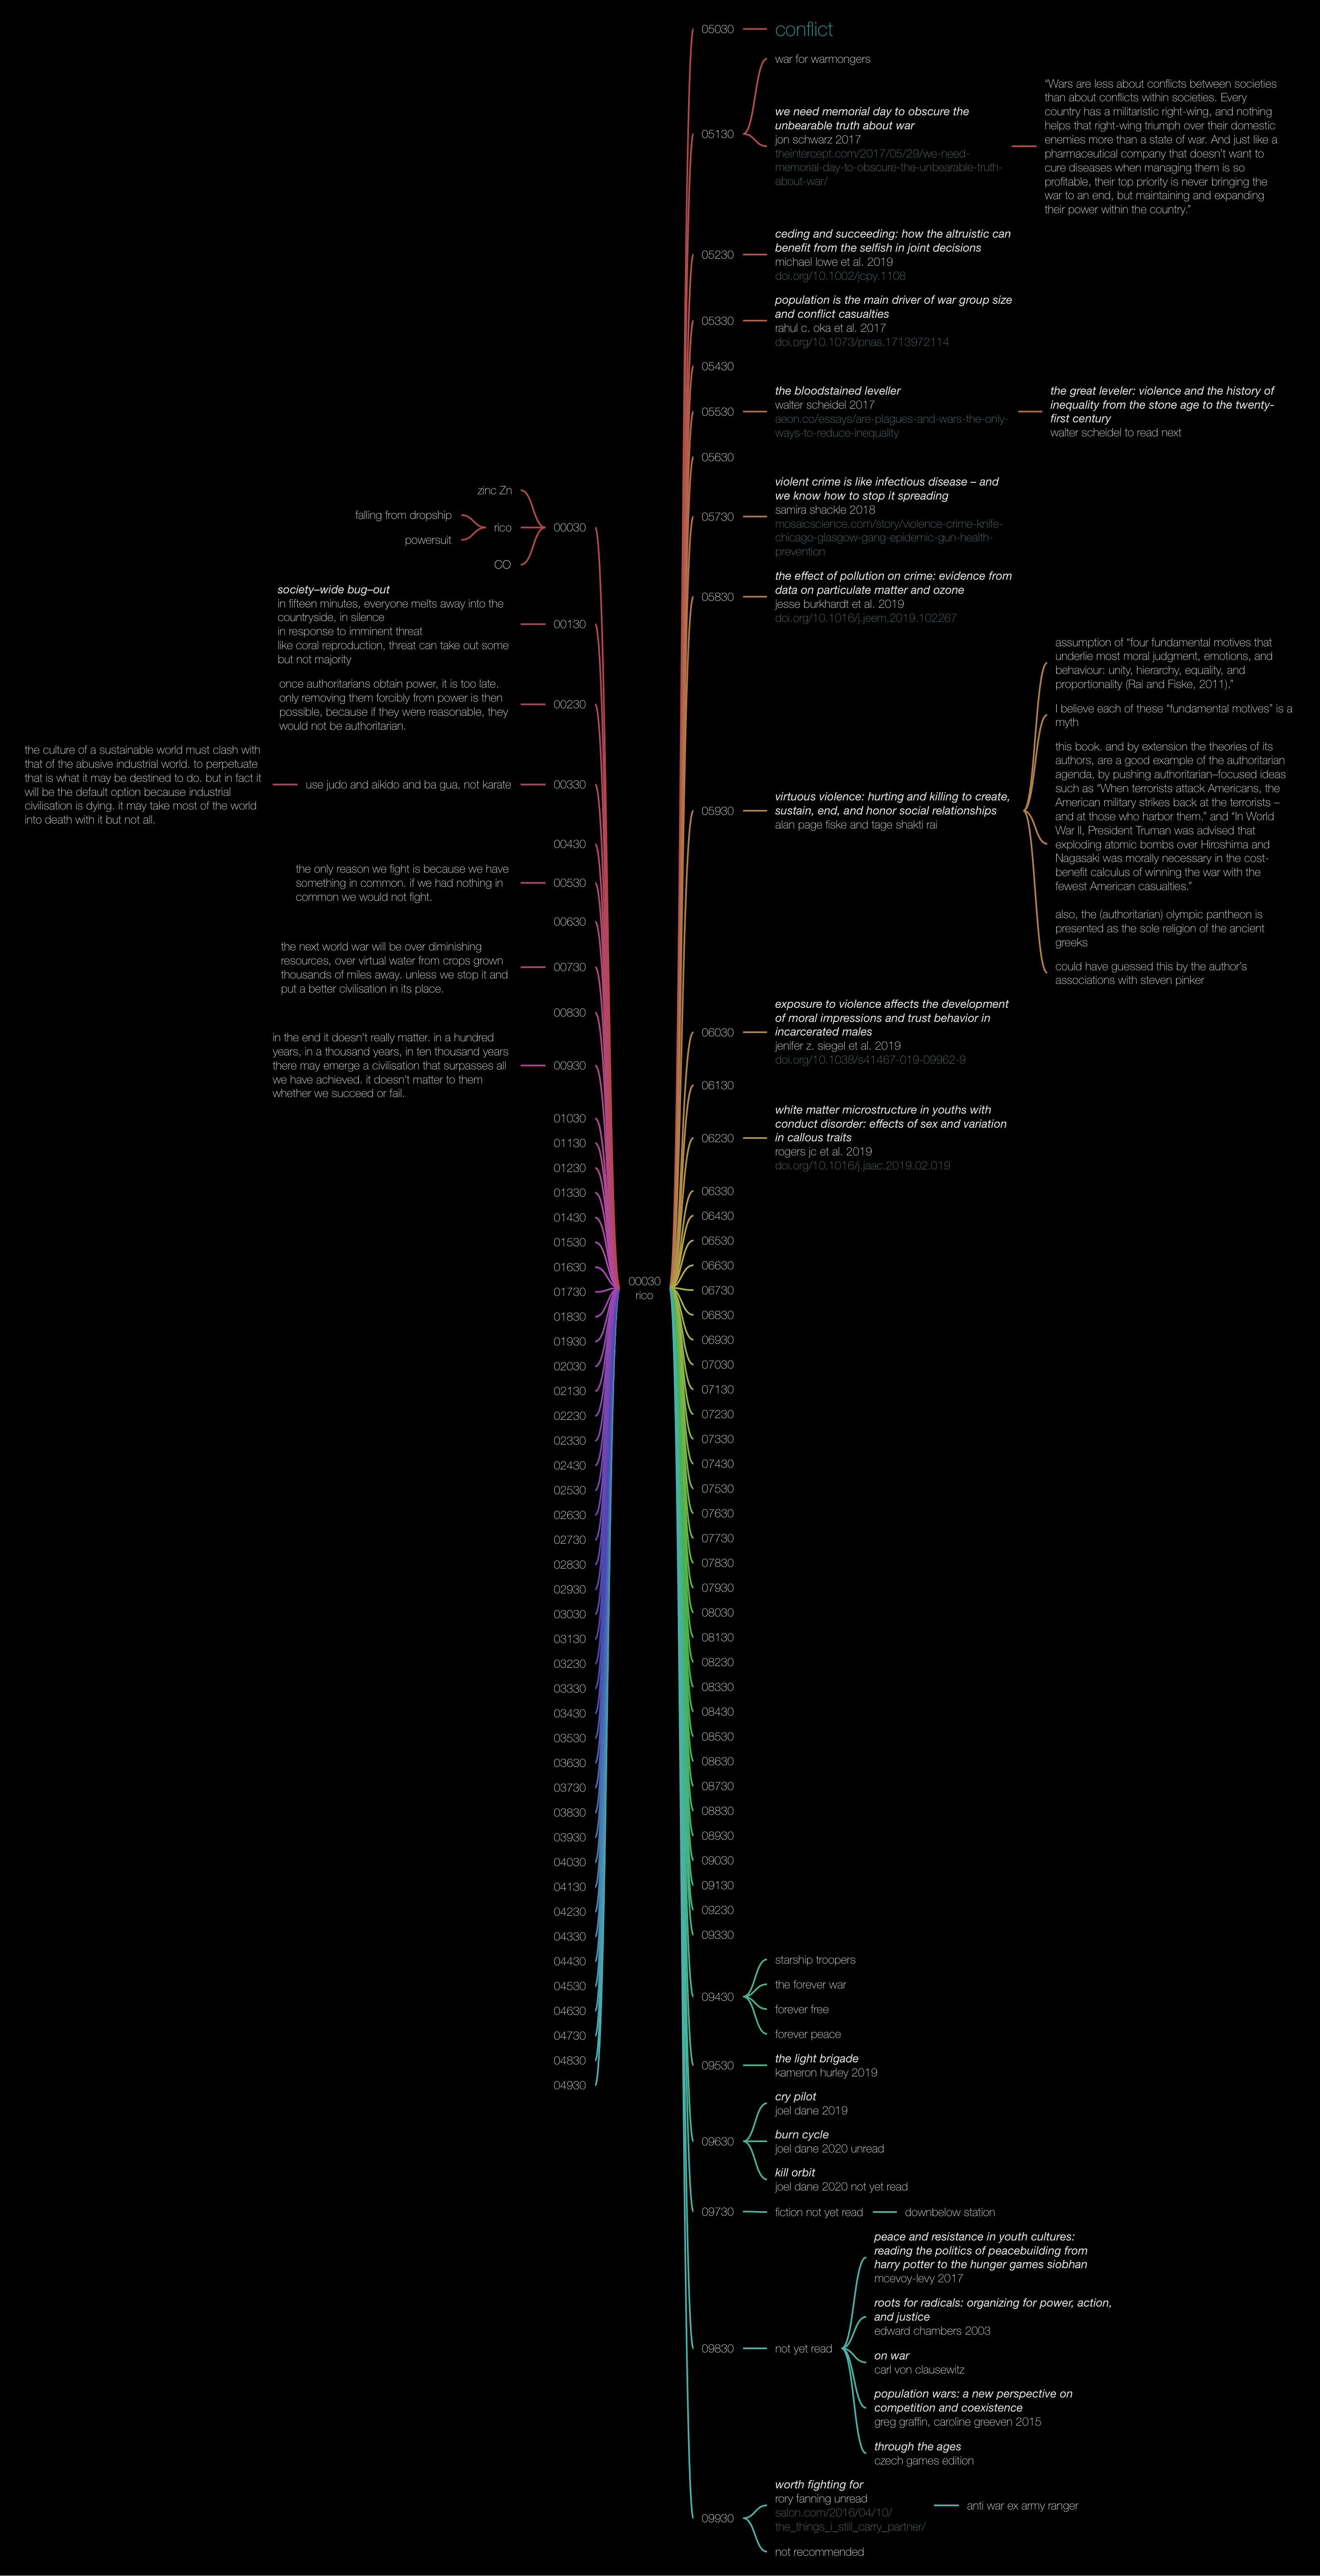 00030
rico
zinc Zn
falling from dropship
rico
00030
powersuit
CO
society–wide bug–out
in fifteen minutes, everyone melts away into the
countryside, in silence
in response to imminent threat
like coral reproduction, threat can take out some
but not majority
00130
once authoritarians obtain power, it is too late.
only removing them forcibly from power is then
possible, because if they were reasonable, they
would not be authoritarian.
00230
the culture of a sustainable world must clash with
that of the abusive industrial world. to perpetuate
that is what it may be destined to do. but in fact it
will be the default option because industrial
civilisation is dying. it may take most of the world
into death with it but not all.
use judo and aikido and ba gua, not karate
00330
00430
the only reason we fight is because we have
something in common. if we had nothing in
common we would not fight.
00530
00630
the next world war will be over diminishing
resources, over virtual water from crops grown
thousands of miles away. unless we stop it and
put a better civilisation in its place.
00730
00830
in the end it doesn't really matter. in a hundred
years, in a thousand years, in ten thousand years
there may emerge a civilisation that surpasses all
we have achieved. it doesn't matter to them
whether we succeed or fail.
00930
01030
01130
01230
01330
01430
01530
01630
01730
01830
01930
02030
02130
02230
02330
02430
02530
02630
02730
02830
02930
03030
03130
03230
03330
03430
03530
03630
03730
03830
03930
04030
04130
04230
04330
04430
04530
04630
04730
04830
04930
05030
conflict
05130
war for warmongers
we need memorial day to obscure the
unbearable truth about war
jon schwarz 2017
theintercept.com/2017/05/29/we-need-
memorial-day-to-obscure-the-unbearable-truth-
about-war/
“Wars are less about conflicts between societies
than about conflicts within societies. Every
country has a militaristic right-wing, and nothing
helps that right-wing triumph over their domestic
enemies more than a state of war. And just like a
pharmaceutical company that doesn’t want to
cure diseases when managing them is so
profitable, their top priority is never bringing the
war to an end, but maintaining and expanding
their power within the country.”
05230
ceding and succeeding: how the altruistic can
benefit from the selfish in joint decisions
michael lowe et al. 2019
doi.org/10.1002/jcpy.1108
05330
population is the main driver of war group size
and conflict casualties
rahul c. oka et al. 2017
doi.org/10.1073/pnas.1713972114
05430
05530
the bloodstained leveller
walter scheidel 2017
aeon.co/essays/are-plagues-and-wars-the-only-
ways-to-reduce-inequality
the great leveler: violence and the history of
inequality from the stone age to the twenty-
first century
walter scheidel to read next
05630
05730
violent crime is like infectious disease – and
we know how to stop it spreading
samira shackle 2018
mosaicscience.com/story/violence-crime-knife-
chicago-glasgow-gang-epidemic-gun-health-
prevention
05830
the effect of pollution on crime: evidence from
data on particulate matter and ozone
jesse burkhardt et al. 2019
doi.org/10.1016/j.jeem.2019.102267
05930
virtuous violence: hurting and killing to create,
sustain, end, and honor social relationships
alan page fiske and tage shakti rai
assumption of “four fundamental motives that
underlie most moral judgment, emotions, and
behaviour: unity, hierarchy, equality, and
proportionality (Rai and Fiske, 2011).”
I believe each of these “fundamental motives” is a
myth
this book. and by extension the theories of its
authors, are a good example of the authoritarian
agenda, by pushing authoritarian–focused ideas
such as “When terrorists attack Americans, the
American military strikes back at the terrorists –
and at those who harbor them.” and “In World
War II, President Truman was advised that
exploding atomic bombs over Hiroshima and
Nagasaki was morally necessary in the cost-
benefit calculus of winning the war with the
fewest American casualties.”
also, the (authoritarian) olympic pantheon is
presented as the sole religion of the ancient
greeks
could have guessed this by the author’s
associations with steven pinker
06030
exposure to violence affects the development
of moral impressions and trust behavior in
incarcerated males
jenifer z. siegel et al. 2019
doi.org/10.1038/s41467-019-09962-9
06130
06230
white matter microstructure in youths with
conduct disorder: effects of sex and variation
in callous traits
rogers jc et al. 2019
doi.org/10.1016/j.jaac.2019.02.019
06330
06430
06530
06630
06730
06830
06930
07030
07130
07230
07330
07430
07530
07630
07730
07830
07930
08030
08130
08230
08330
08430
08530
08630
08730
08830
08930
09030
09130
09230
09330
09430
starship troopers
the forever war
forever free
forever peace
09530
the light brigade
kameron hurley 2019
09630
cry pilot
joel dane 2019
burn cycle
joel dane 2020 unread
kill orbit
joel dane 2020 not yet read
09730
fiction not yet read
downbelow station
09830
not yet read
peace and resistance in youth cultures:
reading the politics of peacebuilding from
harry potter to the hunger games siobhan
mcevoy-levy 2017
roots for radicals: organizing for power, action,
and justice
edward chambers 2003
on war
carl von clausewitz
population wars: a new perspective on
competition and coexistence
greg graffin, caroline greeven 2015
through the ages
czech games edition
09930
worth fighting for
rory fanning unread
salon.com/2016/04/10/
the_things_i_still_carry_partner/
anti war ex army ranger
not recommended